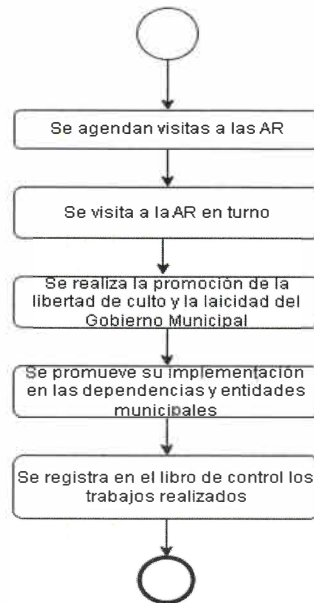 Se agendan visitas a las AR
Se visita a la AR en turno
Se realiza la promoción de la
libertad de culto y la laicidad del
Gobierno Municipal
Se promueve su implementación
en las dependencias y entidades
municipales
Se registra en el libro de control los
trabajos realizados